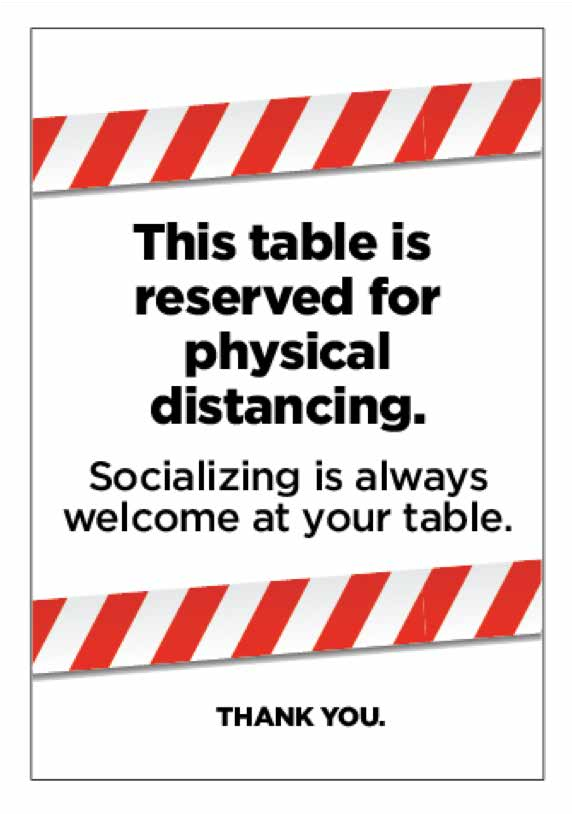 This table is
reserved for
physical
distancing.
Socializing is always
welcome at your table.
THANK YOU.